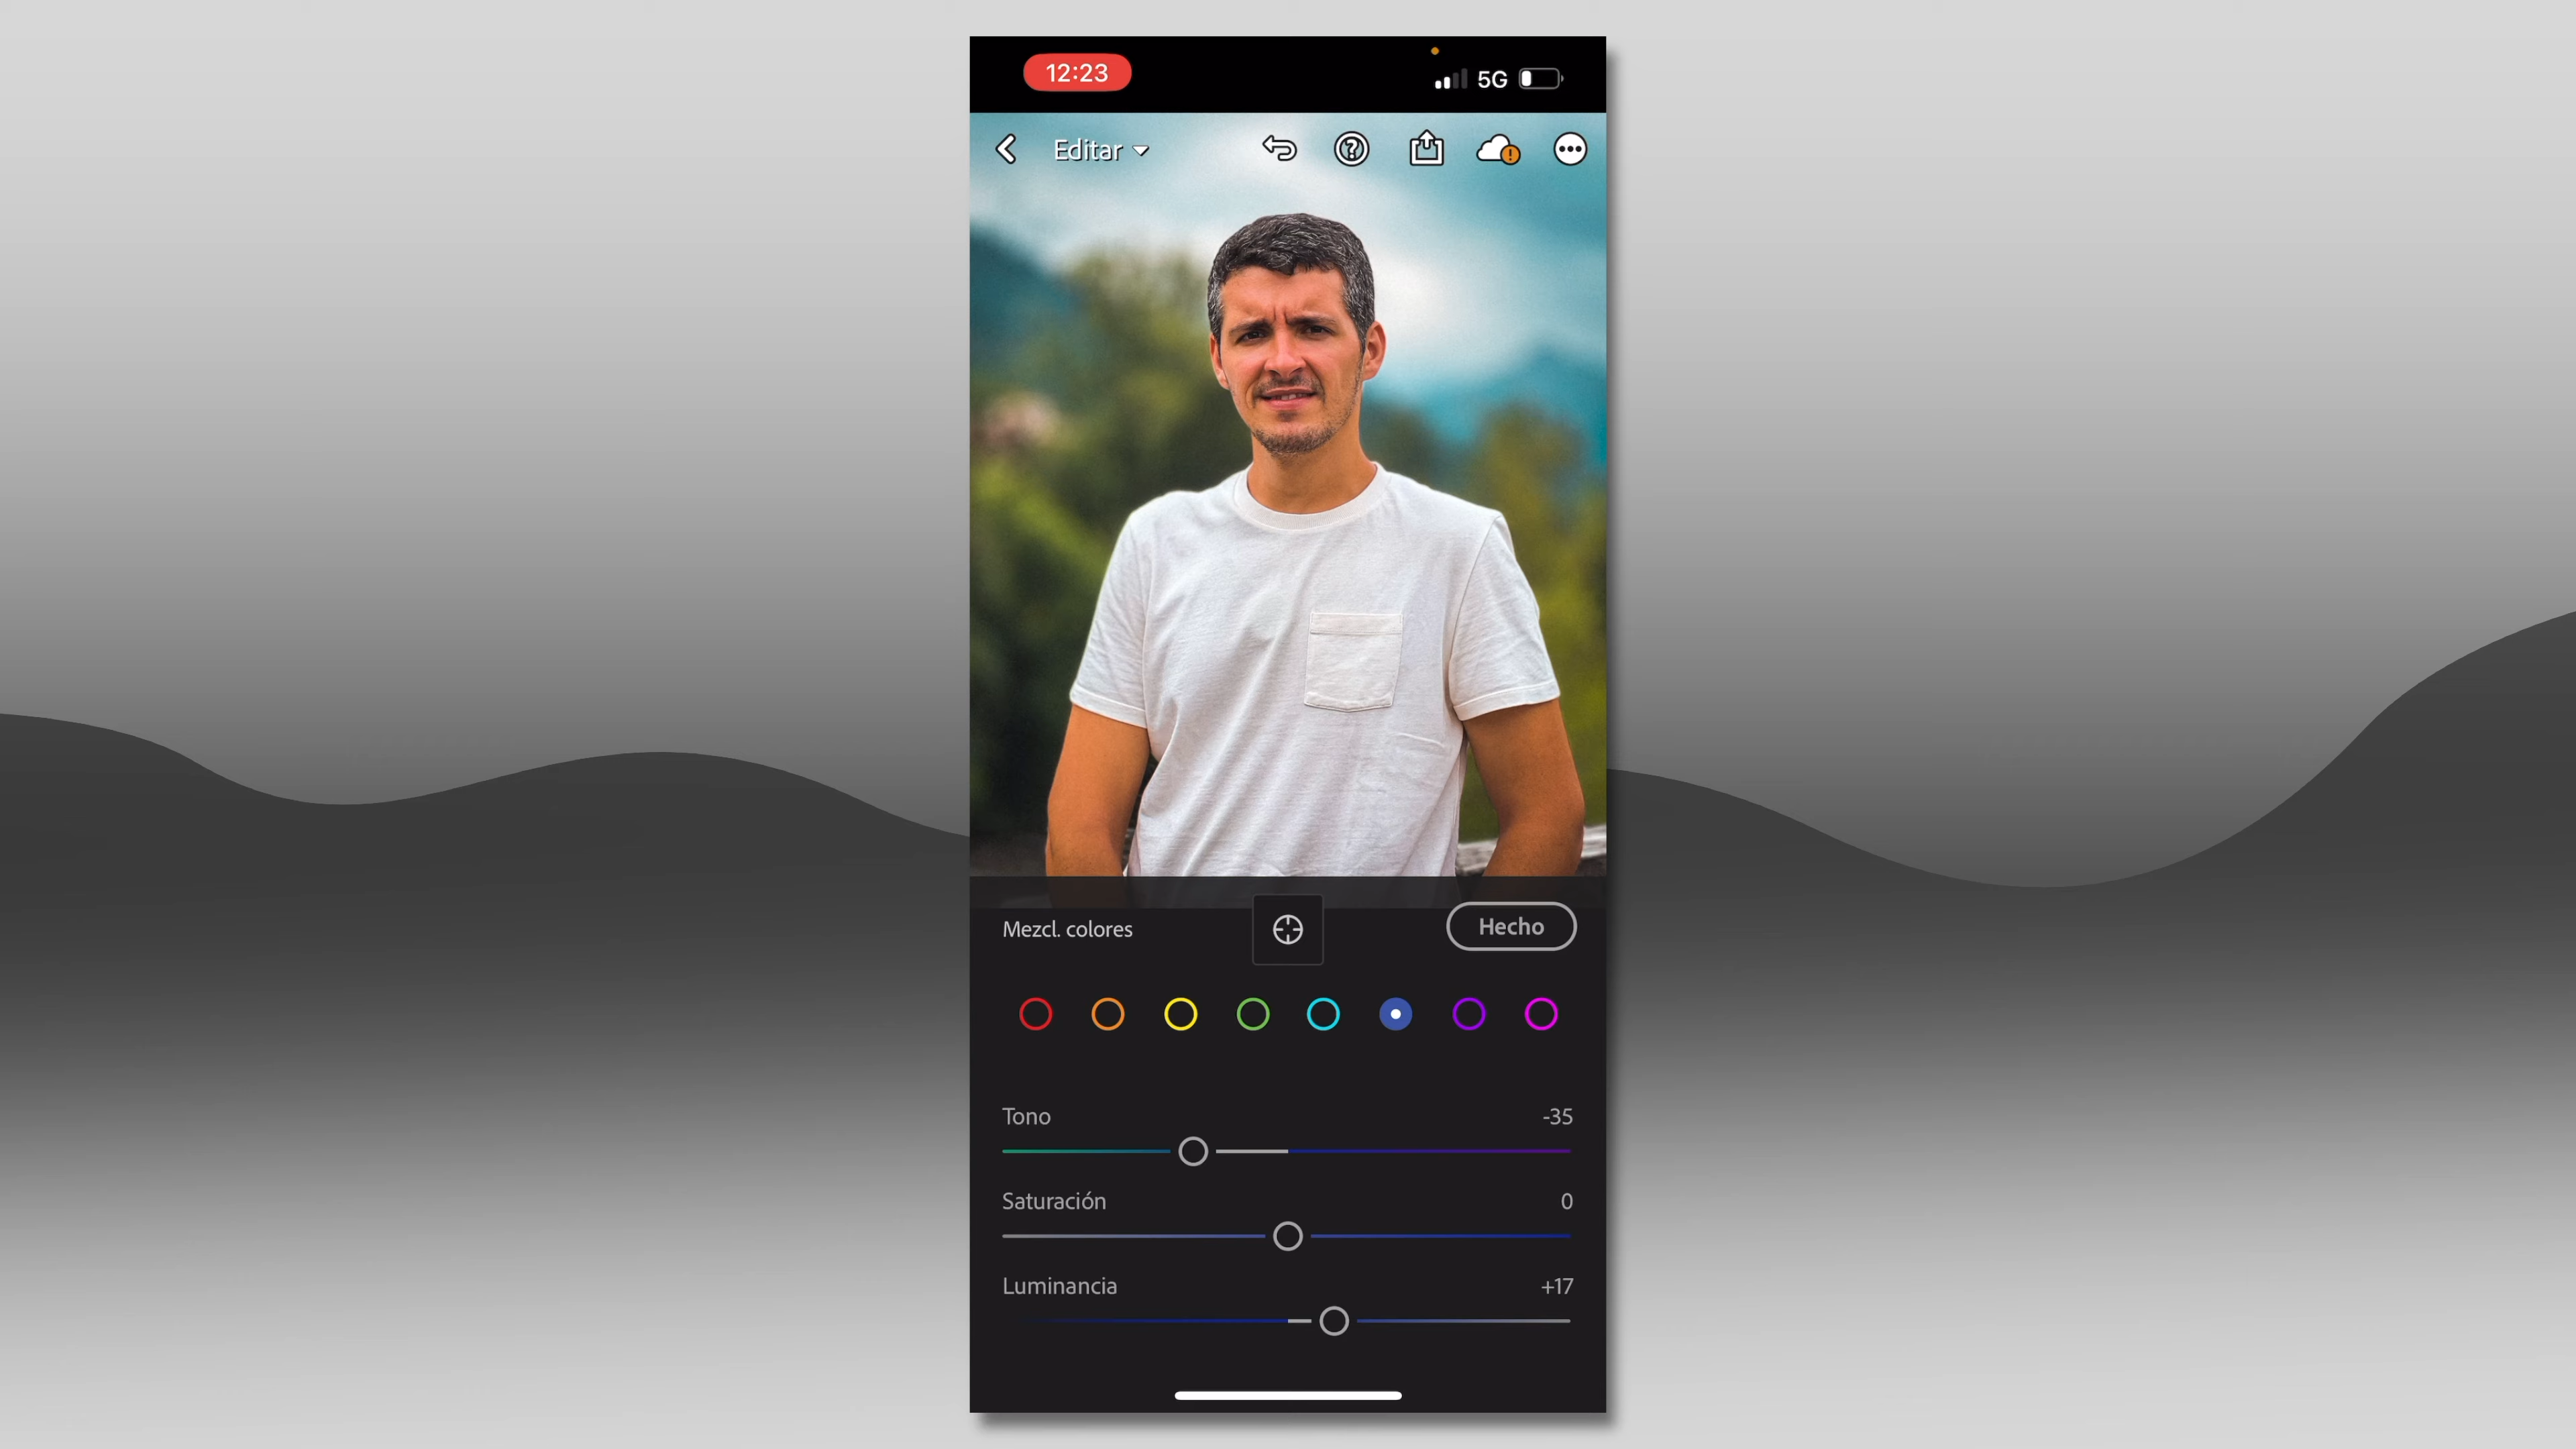 12:23
5G
Editar
Mezcl. colores
Hecho
Tono
-35
Saturación
0
Luminancia
+17